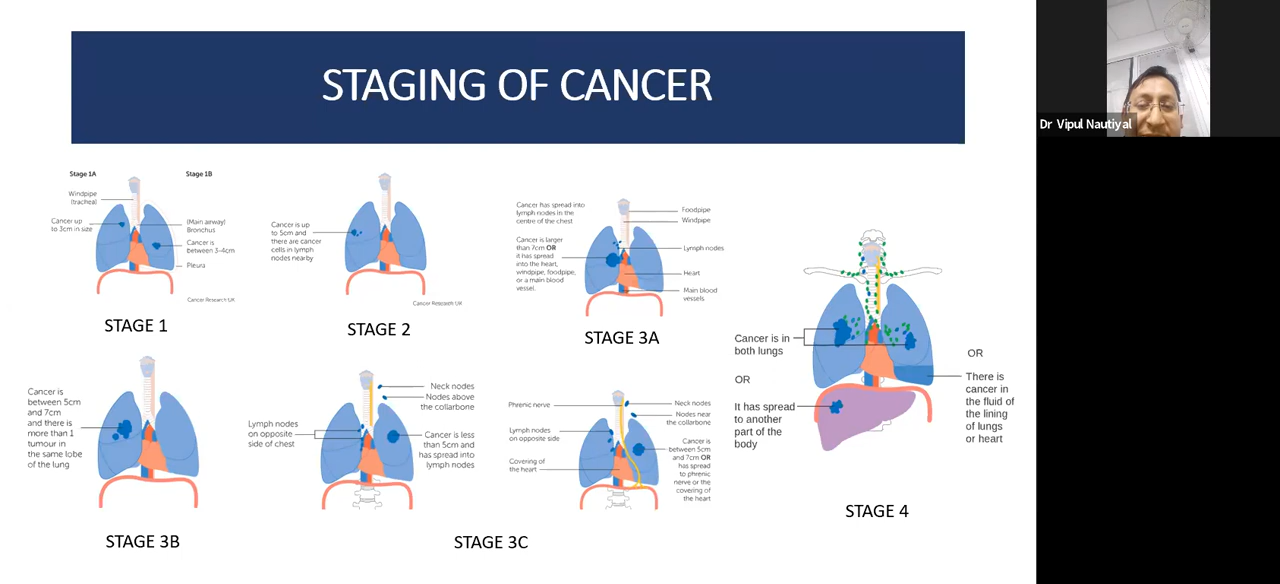 STAGING OF CANCER
Dr Vipul Nautiyal
Stage 1A
Stage 1B
Windpipe
(trachea)
Cancer up
to 3cm in size
(Main airway)
Bronchus
Cancer is
between 3-4cm
Pleura
Cancer Research UK
STAGE 1
Cancer is up
to 5cm and
there are cancer
cells in lymph
nodes nearby
Cancer Research UK
STAGE 2
Cancer has spread into
lymph nodes in the
centre of the chest
Cancer is larger
than 7cm OR
it has spread
into the heart,
windpipe, foodpipe,
or a main blood
vessel.
Foodpipe
Windpipe
Lymph nodes
Heart
Main blood
vessels
STAGE 3A
Cancer is in
both lungs
OR
It has spread
to another
part of the
body
OR
There is
cancer in
the fluid of
the lining
of lungs
or heart
STAGE 4
Cancer is
between 5cm
and 7cm
and there is
more than 1
tumour in
the same lobe
of the lung
STAGE 3B
Neck nodes
Nodes above
the collarbone
Lymph nodes
on opposite
side of chest
Cancer is less
than 5cm and
has spread into
lymph nodes
Phrenic nerve
Lymph nodes
on opposite side
Covering of
the heart
Neck nodes
Nodes near
the collarbone
Cancer is
between 5cm
and 7cm OR
has spread
to phrenic
nerve or the
covering of
the heart
STAGE 3C